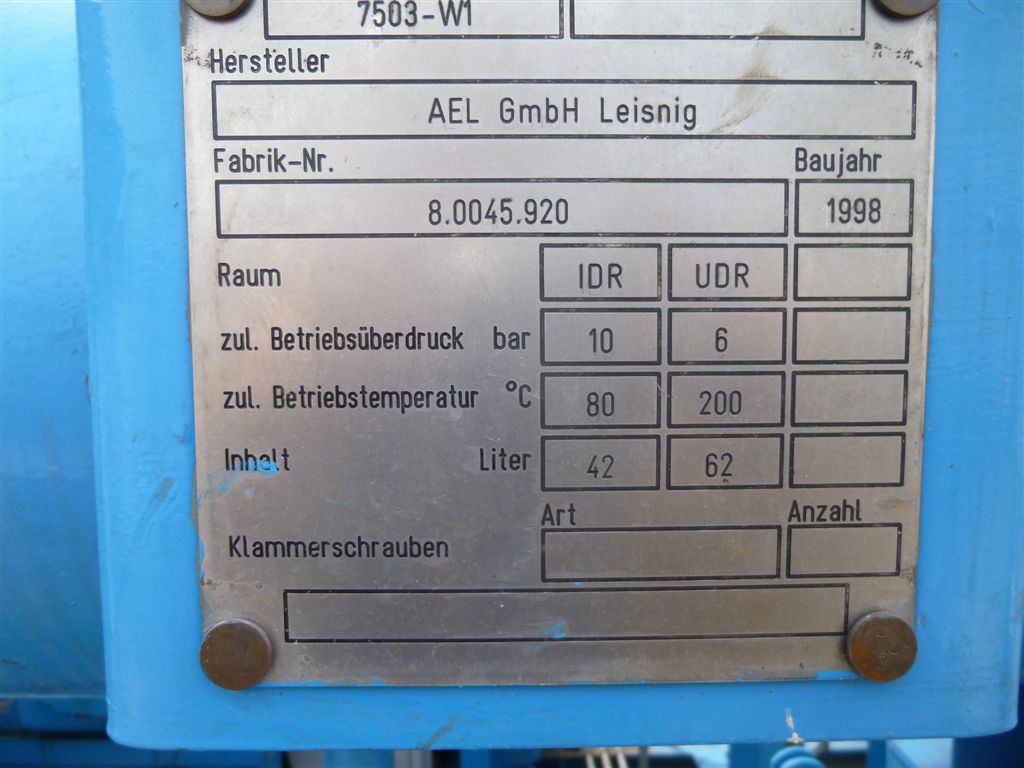 7503-W1
Hersteller
AEL GmbH Leisnig
Fabrik-Nr. Baujahr
8.0045.920 1998
Raum IDR UDR
zul. Betriebsüberdruck bar 10 6
zul. Betriebstemperatur °C 80 200
Inhalt Liter 42 62
Art Anzahl
Klammerschrauben